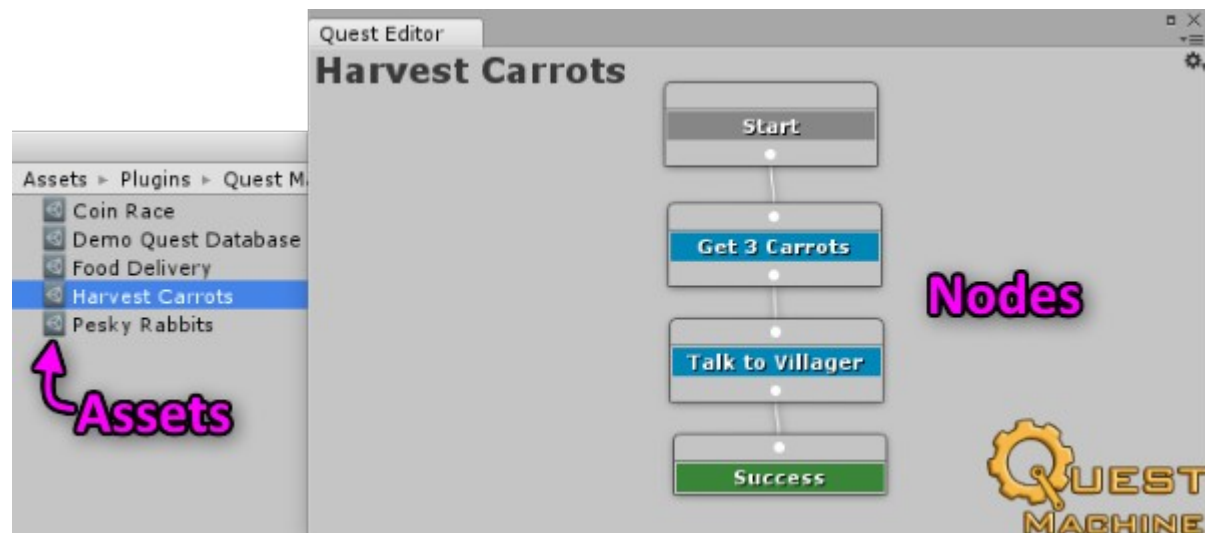 Quest Editor
Harvest Carrots
Start
Get 3 Carrots
Talk to Villager
Success
Nodes
Assets ▸ Plugins ▸ Quest M
Coin Race
Demo Quest Database
Food Delivery
Harvest Carrots
Pesky Rabbits
Assets
QUEST
MACHINE